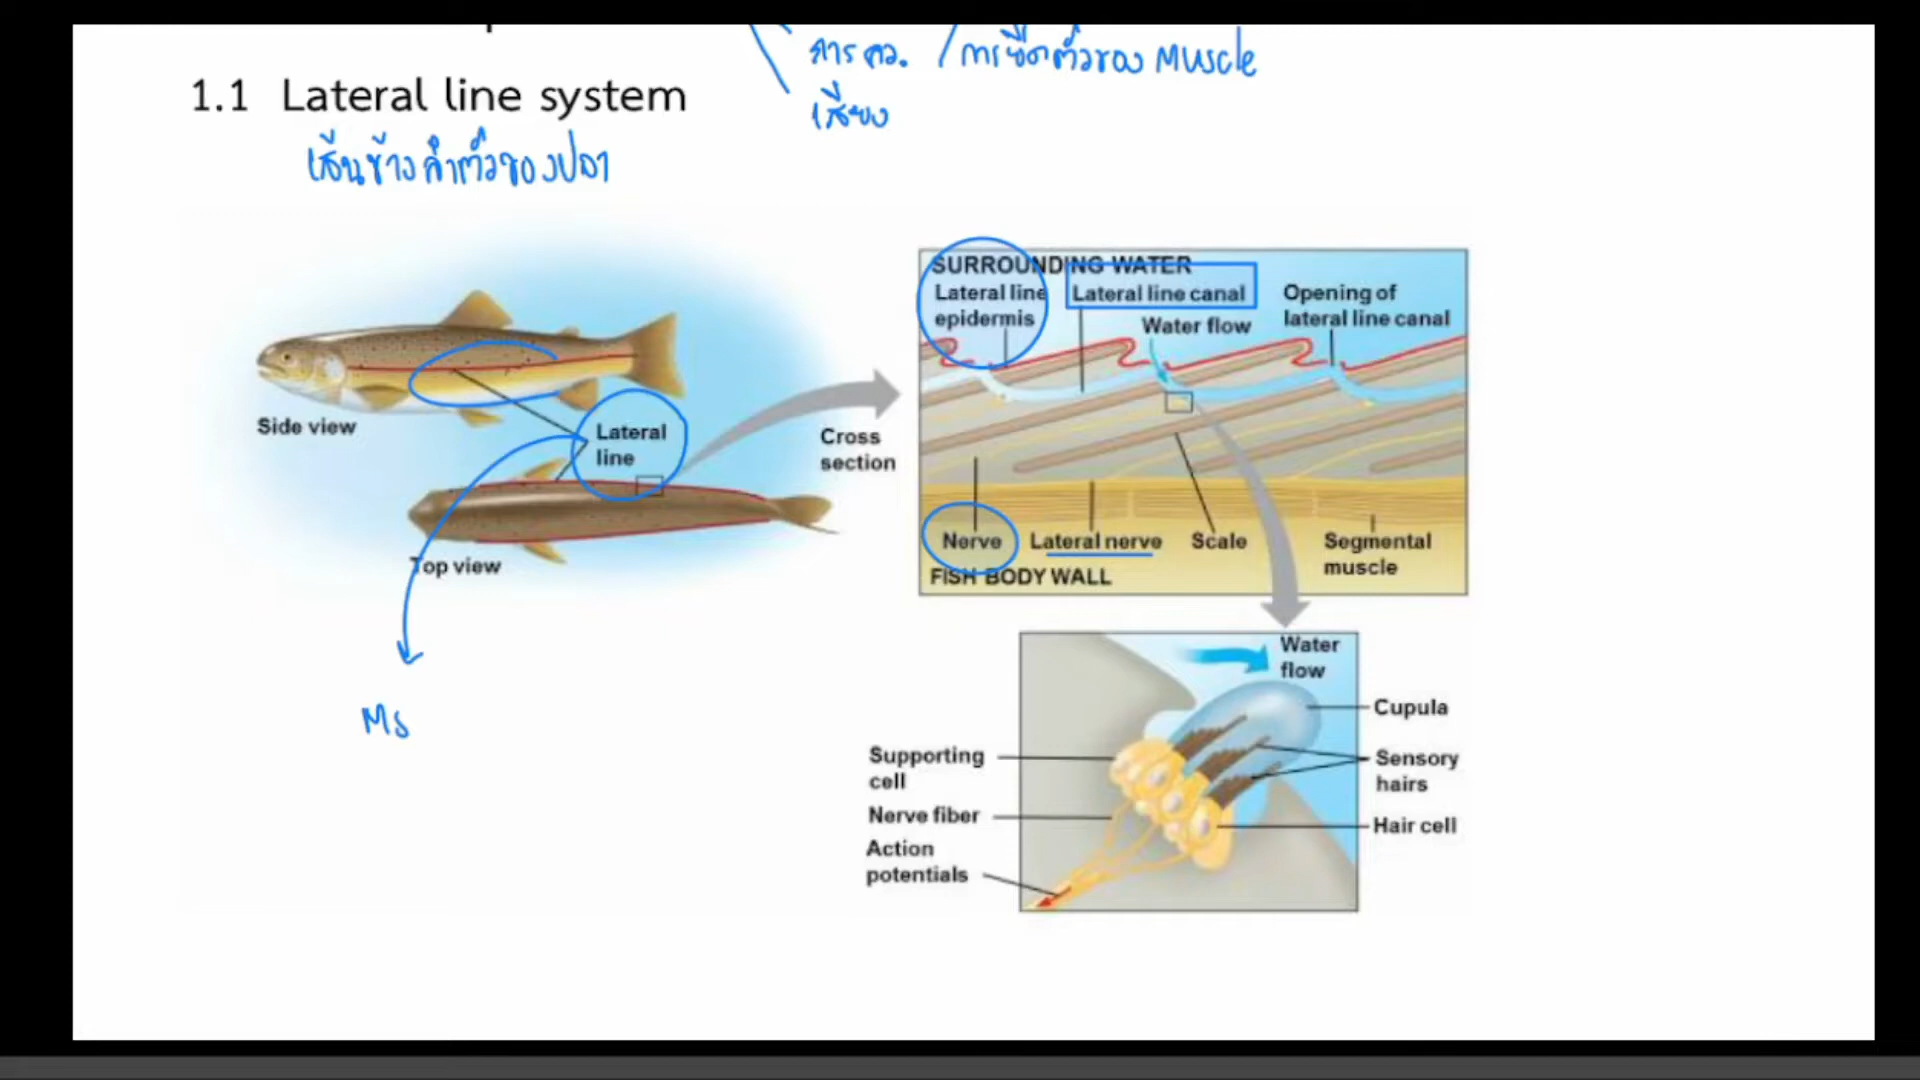 การ คว. / การยืดตัวของ Muscle
1.1 Lateral line system
เสียง
เส้นข้างลำตัวของปลา
SURROUNDING WATER
Lateral line
epidermis
Lateral line canal
Opening of
lateral line canal
Water flow
Side view
Lateral
line
Cross
section
Top view
Nerve
Lateral nerve
Scale
Segmental
muscle
FISH BODY WALL
Water
flow
Cupula
Supporting
cell
Sensory
hairs
Nerve fiber
Hair cell
Action
potentials